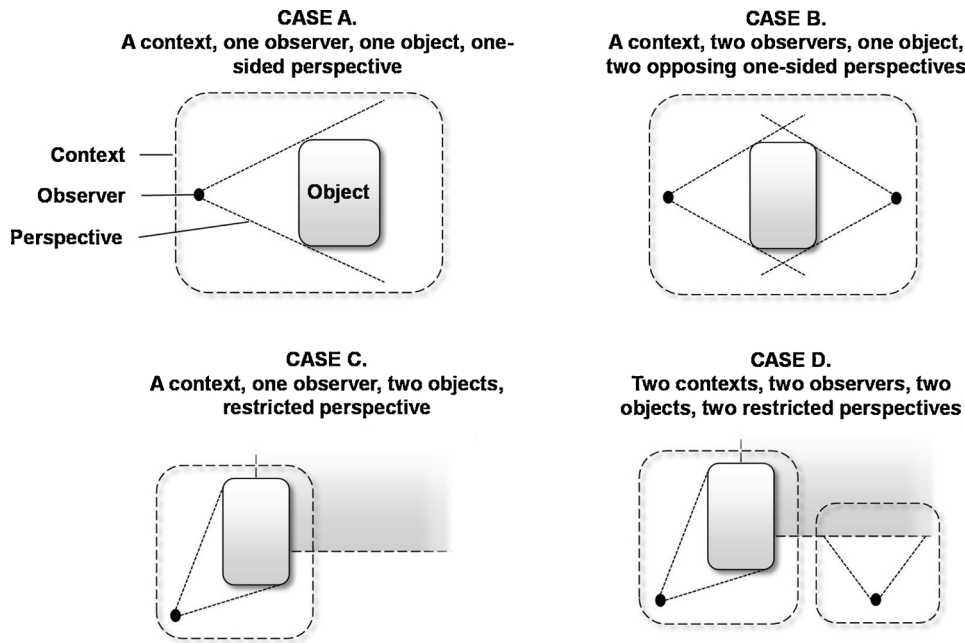 CASE A.
A context, one observer, one object, one-
sided perspective
CASE B.
A context, two observers, one object,
two opposing one-sided perspectives
Context
Observer
Perspective
Object
CASE C.
A context, one observer, two objects,
restricted perspective
CASE D.
Two contexts, two observers, two
objects, two restricted perspectives